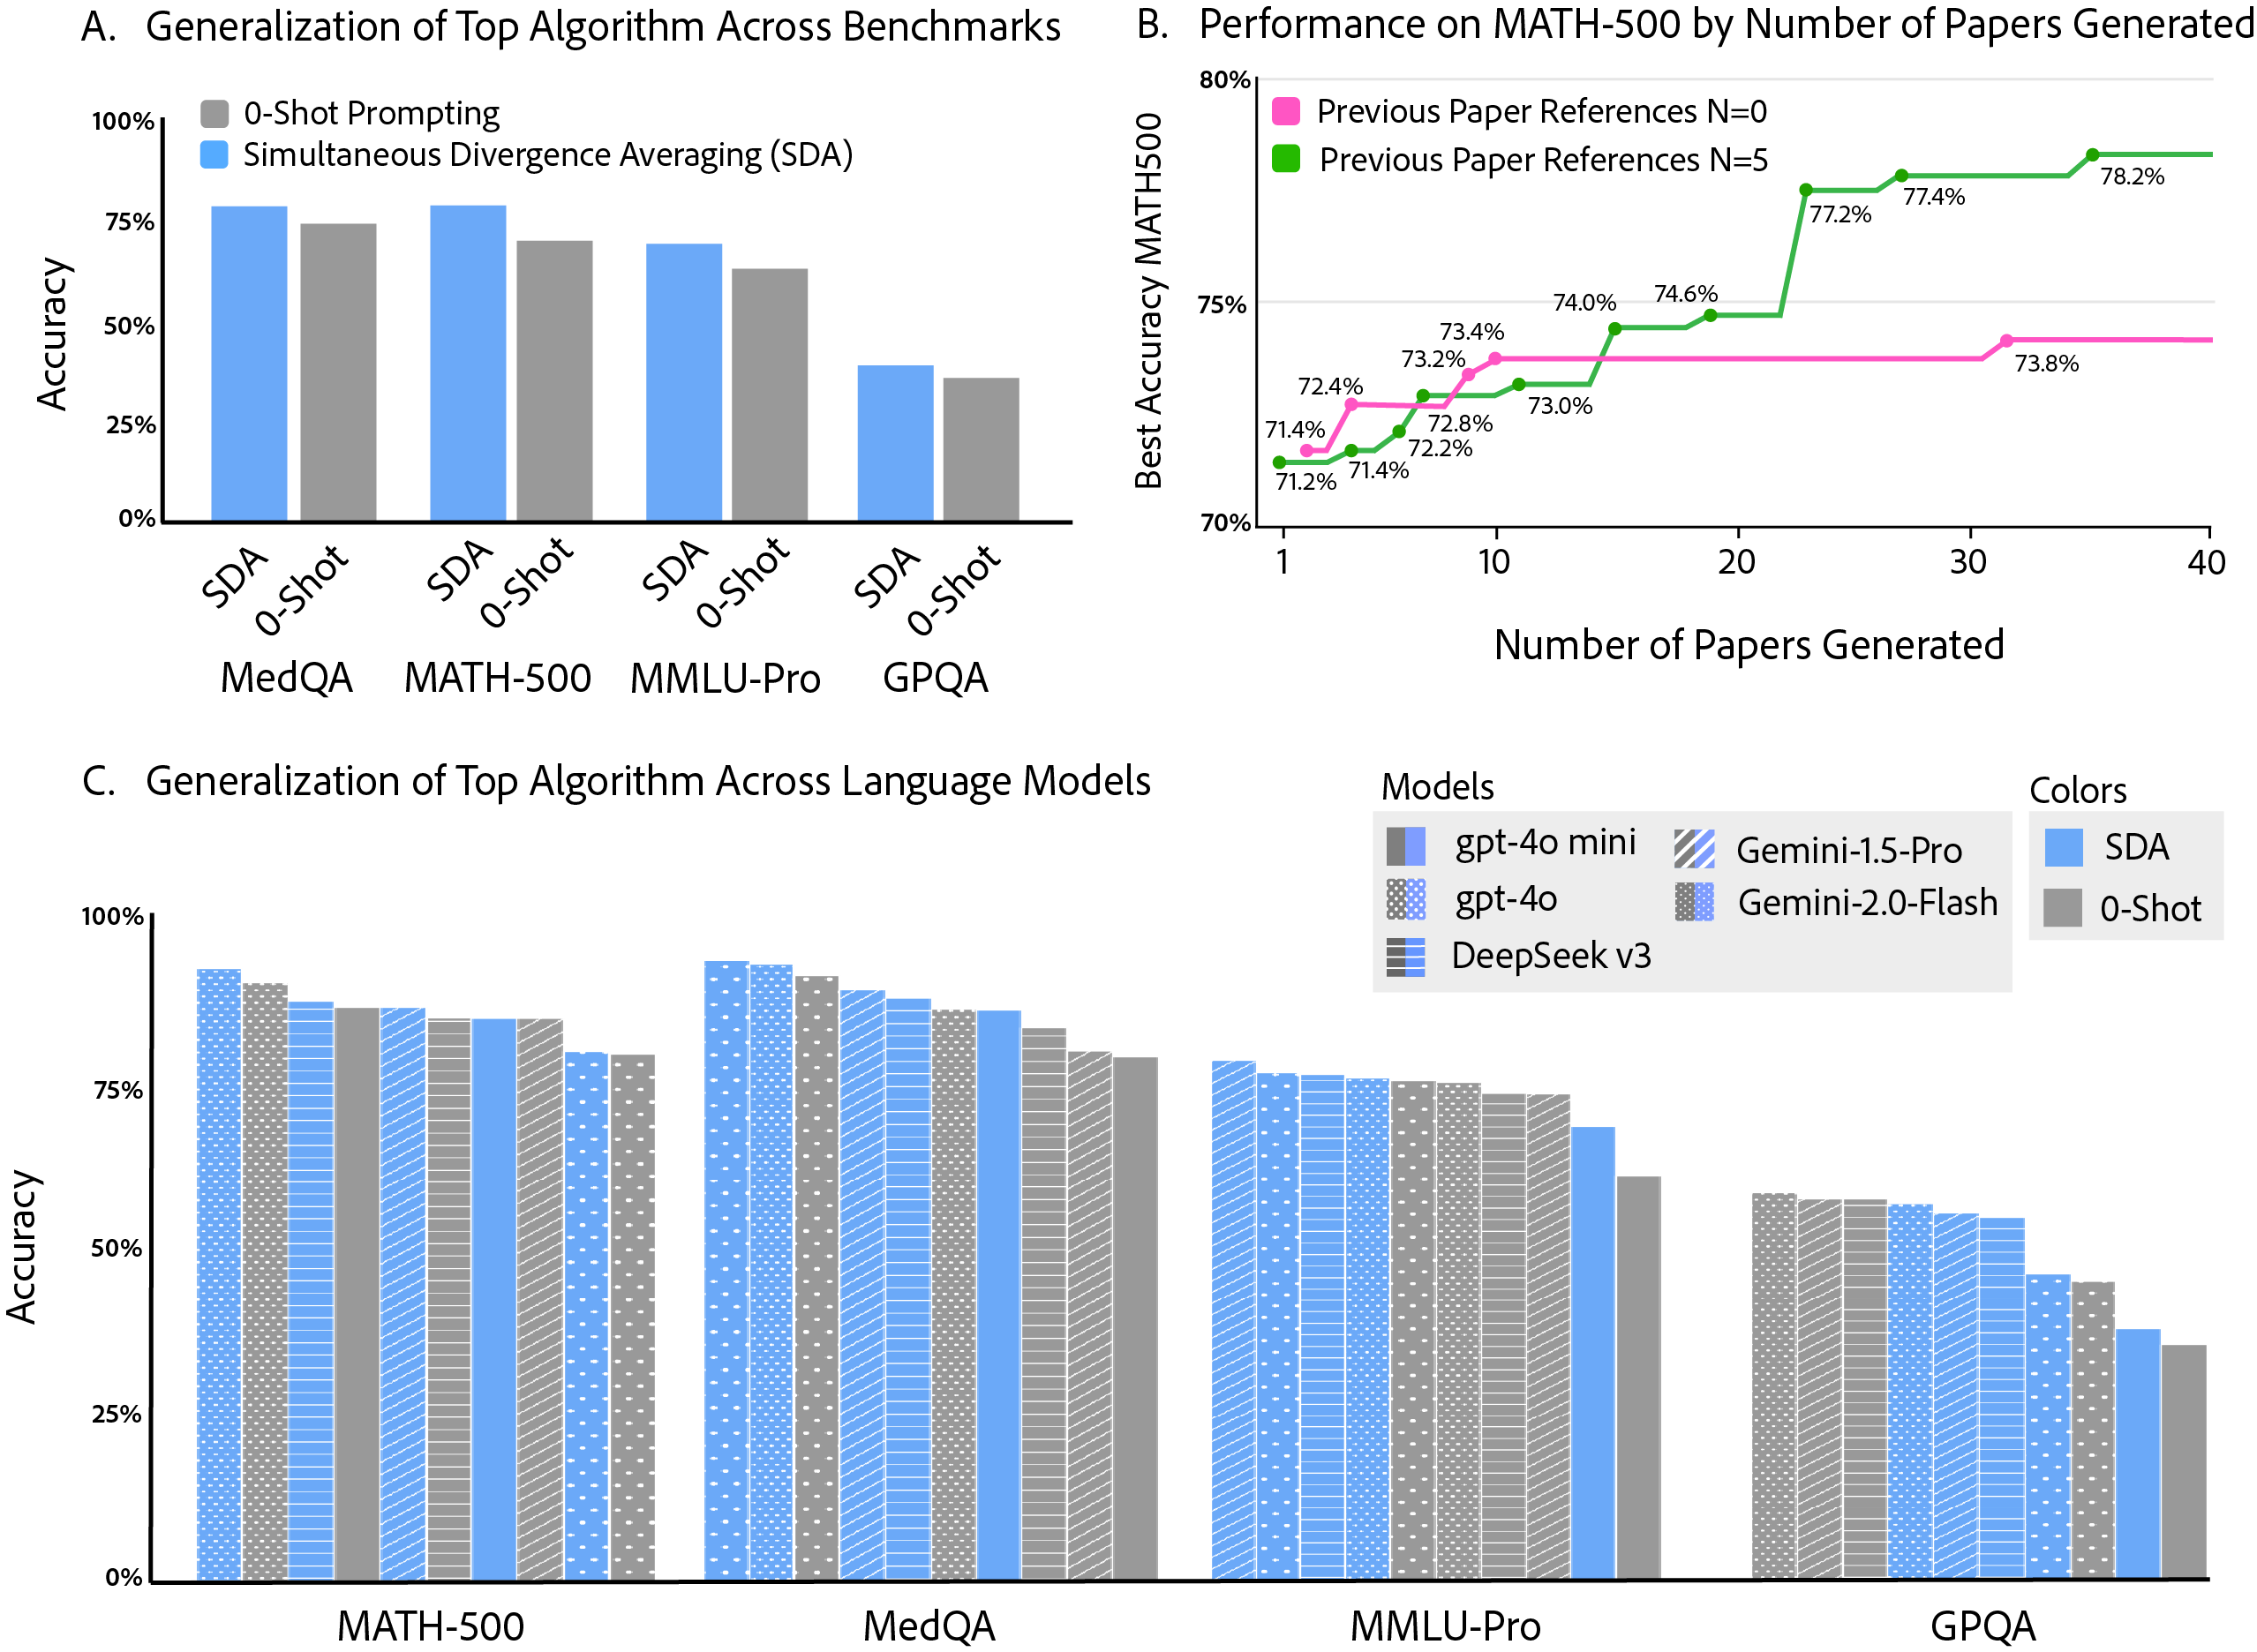 A. Generalization of Top Algorithm Across Benchmarks
0-Shot Prompting
Simultaneous Divergence Averaging (SDA)
100%
75%
50%
25%
0%
Accuracy
SDA
0-Shot
SDA
0-Shot
SDA
0-Shot
SDA
0-Shot
MedQA
MATH-500
MMLU-Pro
GPQA
B. Performance on MATH-500 by Number of Papers Generated
80%
75%
70%
Best Accuracy MATH500
Previous Paper References N=0
Previous Paper References N=5
71.4%
71.2%
72.4%
71.4%
72.2%
72.8%
73.2%
73.4%
73.0%
74.0%
74.6%
77.2%
77.4%
73.8%
78.2%
1
10
20
30
40
Number of Papers Generated
C. Generalization of Top Algorithm Across Language Models
Models
gpt-4o mini
gpt-4o
DeepSeek v3
Gemini-1.5-Pro
Gemini-2.0-Flash
Colors
SDA
0-Shot
100%
75%
50%
25%
0%
Accuracy
MATH-500
MedQA
MMLU-Pro
GPQA